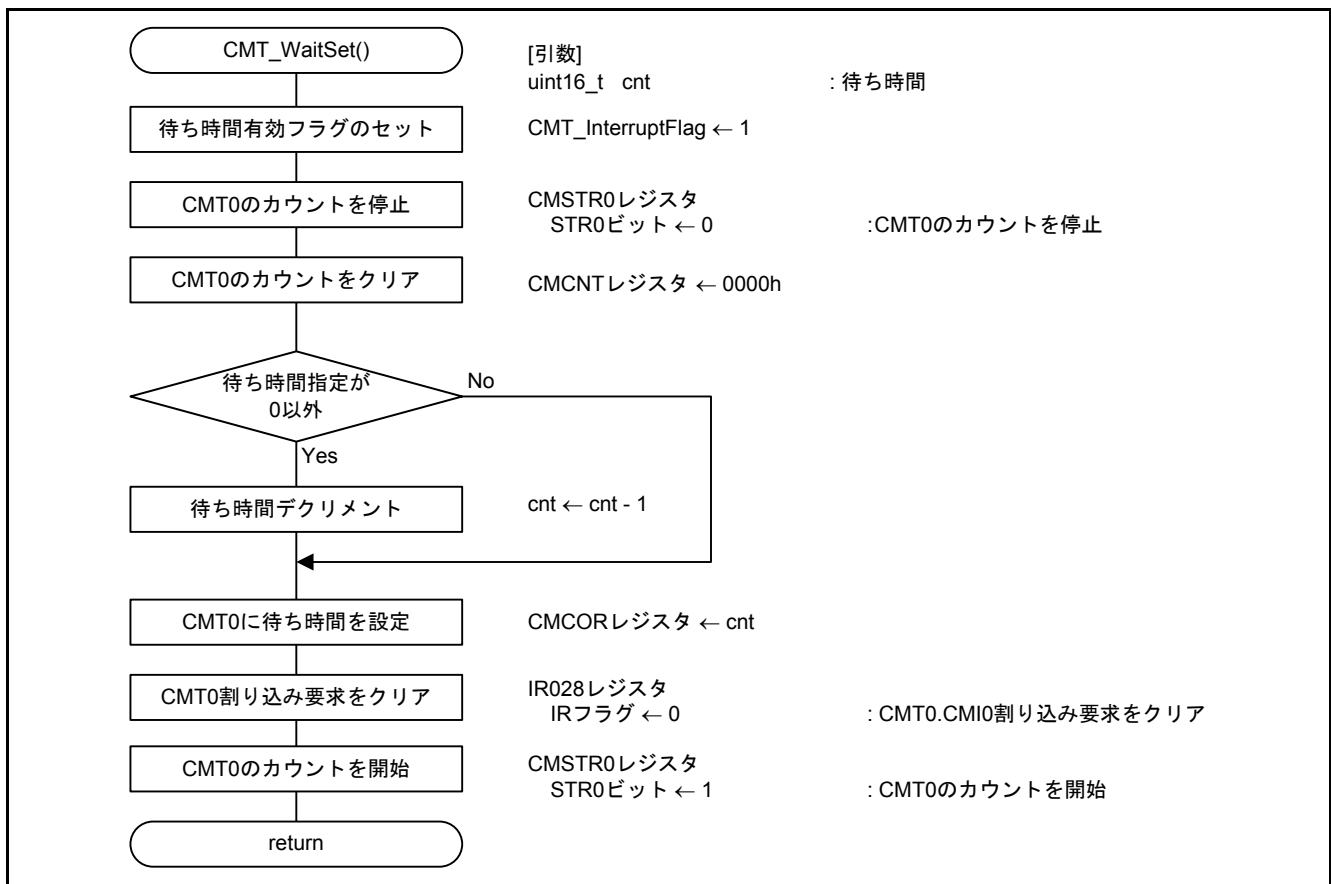 CMT_WaitSet()
[引数]
uint16_t cnt : 待ち時間
待ち時間有効フラグのセット
CMT_InterruptFlag ← 1
CMT0のカウントを停止
CMSTR0レジスタ
STR0ビット ← 0 :CMT0のカウントを停止
CMT0のカウントをクリア
CMCNTレジスタ ← 0000h
待ち時間指定が
0以外
No
Yes
待ち時間デクリメント
cnt ← cnt - 1
CMT0に待ち時間を設定
CMCORレジスタ ← cnt
CMT0割り込み要求をクリア
IR028レジスタ
IRフラグ ← 0 : CMT0.CMI0割り込み要求をクリア
CMT0のカウントを開始
CMSTR0レジスタ
STR0ビット ← 1 : CMT0のカウントを開始
return